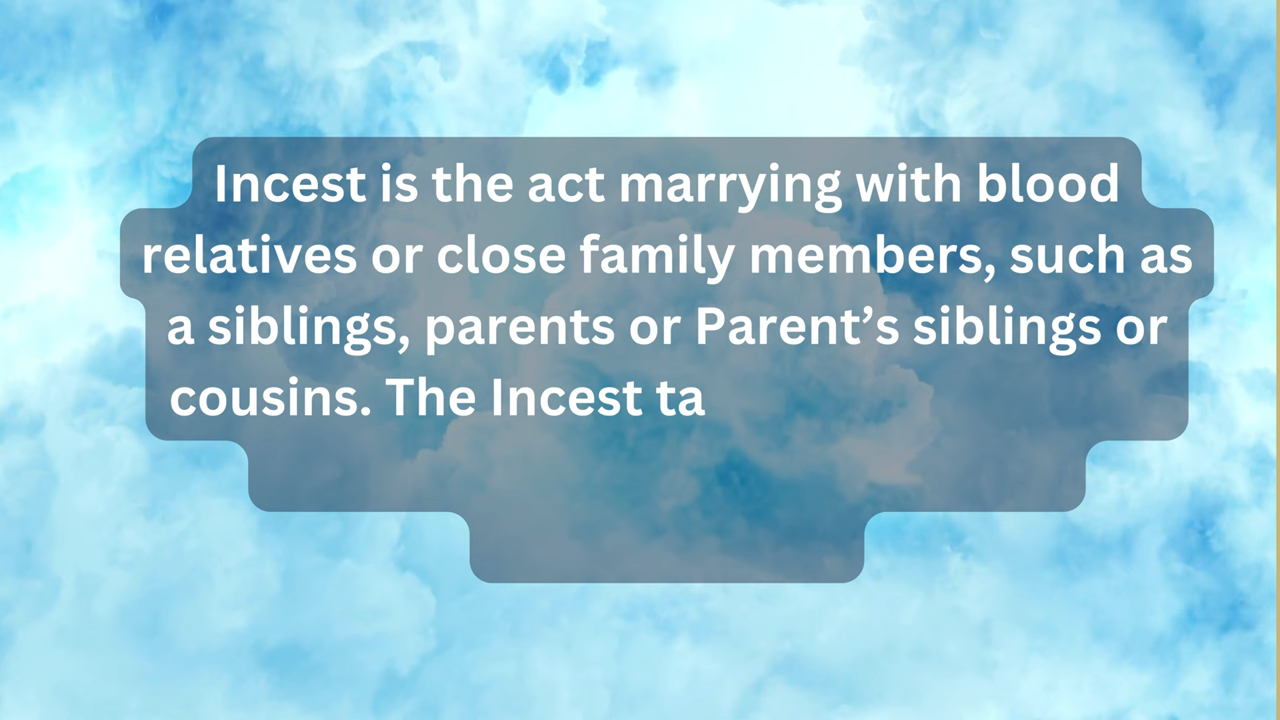 Incest is the act marrying with blood
relatives or close family members, such as
a siblings, parents or Parent’s siblings or
cousins. The Incest ta